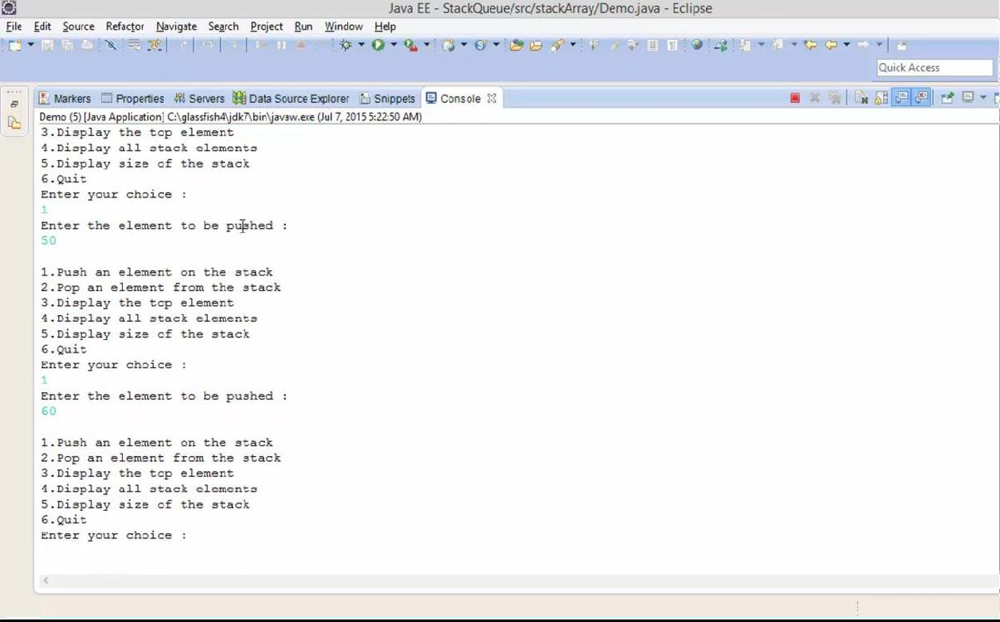 Java EE - StackQueue/src/stackArray/Demo.java - Eclipse
File Edit Source Refactor Navigate Search Project Run Window Help
Quick Access
Markers Properties Servers Data Source Explorer Snippets Console
Demo (5) [Java Application] C:\glassfish4\jdk7\bin\javaw.exe (Jul 7, 2015 5:22:50 AM)
3.Display the top element
4.Display all stack elements
5.Display size of the stack
6.Quit
Enter your choice :
1
Enter the element to be pushed :
50
1.Push an element on the stack
2.Pop an element from the stack
3.Display the top element
4.Display all stack elements
5.Display size of the stack
6.Quit
Enter your choice :
1
Enter the element to be pushed :
60
1.Push an element on the stack
2.Pop an element from the stack
3.Display the top element
4.Display all stack elements
5.Display size of the stack
6.Quit
Enter your choice :